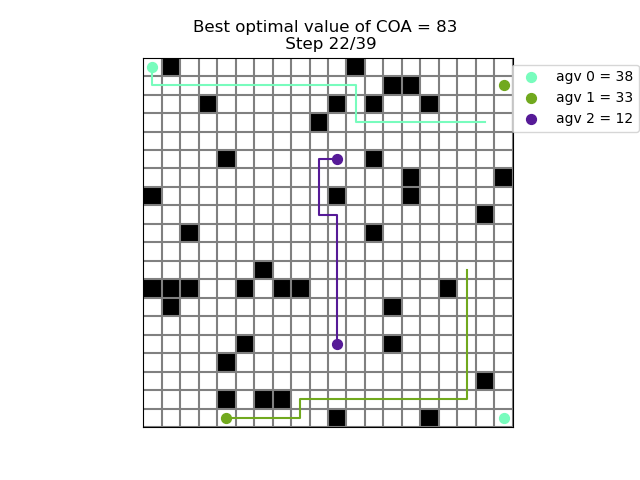 Best optimal value of COA = 83
Step 22/39
agv 0 = 38
agv 1 = 33
agv 2 = 12